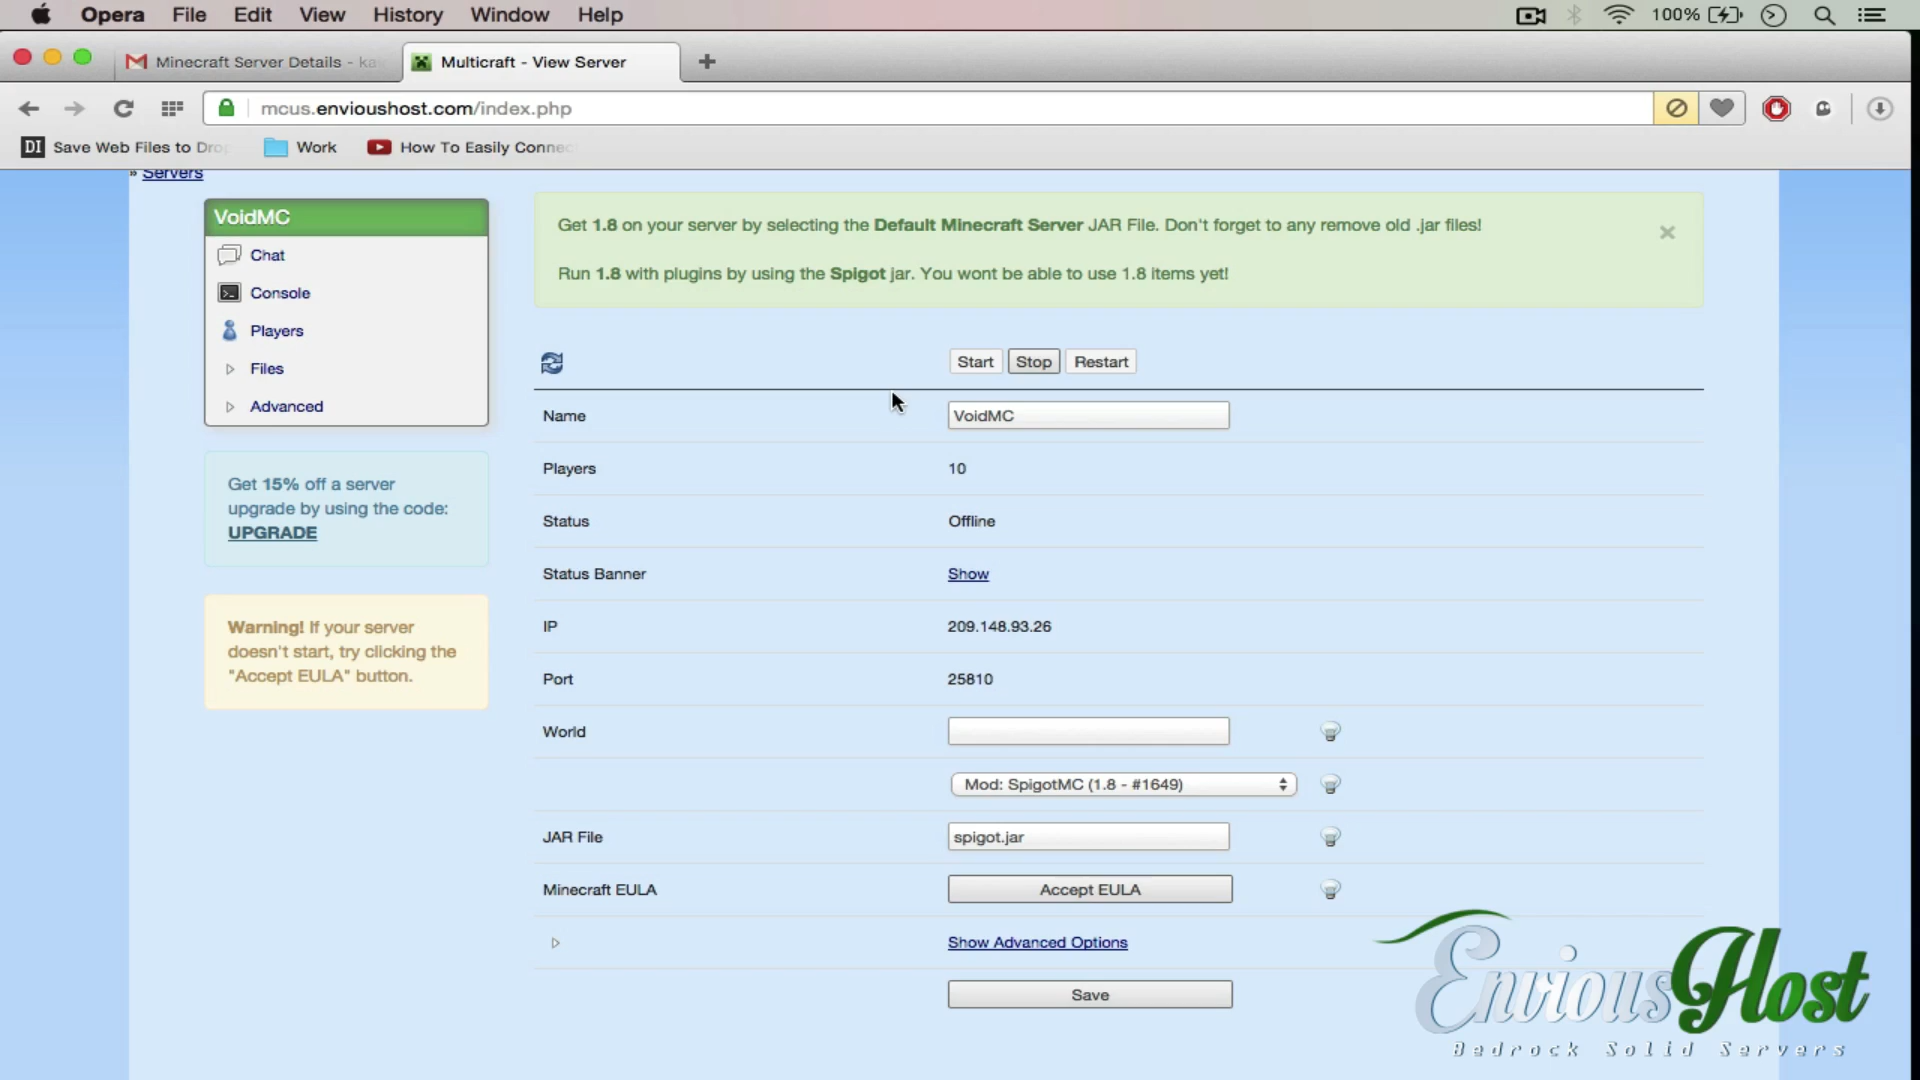 Opera File Edit View History Window Help 100%
Minecraft Server Details - ka
Multicraft - View Server
mcus.envioushost.com/index.php
DI Save Web Files to Dro Work How To Easily Connec
» Servers
VoidMC
Chat
Console
Players
Files
Advanced
Get 15% off a server
upgrade by using the code:
UPGRADE
Warning! If your server
doesn't start, try clicking the
"Accept EULA" button.
Get 1.8 on your server by selecting the Default Minecraft Server JAR File. Don't forget to any remove old .jar files!
Run 1.8 with plugins by using the Spigot jar. You wont be able to use 1.8 items yet!
Start Stop Restart
Name VoidMC
Players 10
Status Offline
Status Banner Show
IP 209.148.93.26
Port 25810
World
Mod: SpigotMC (1.8 - #1649)
JAR File spigot.jar
Minecraft EULA Accept EULA
Show Advanced Options
Save
EnviousHost
Bedrock Solid Servers